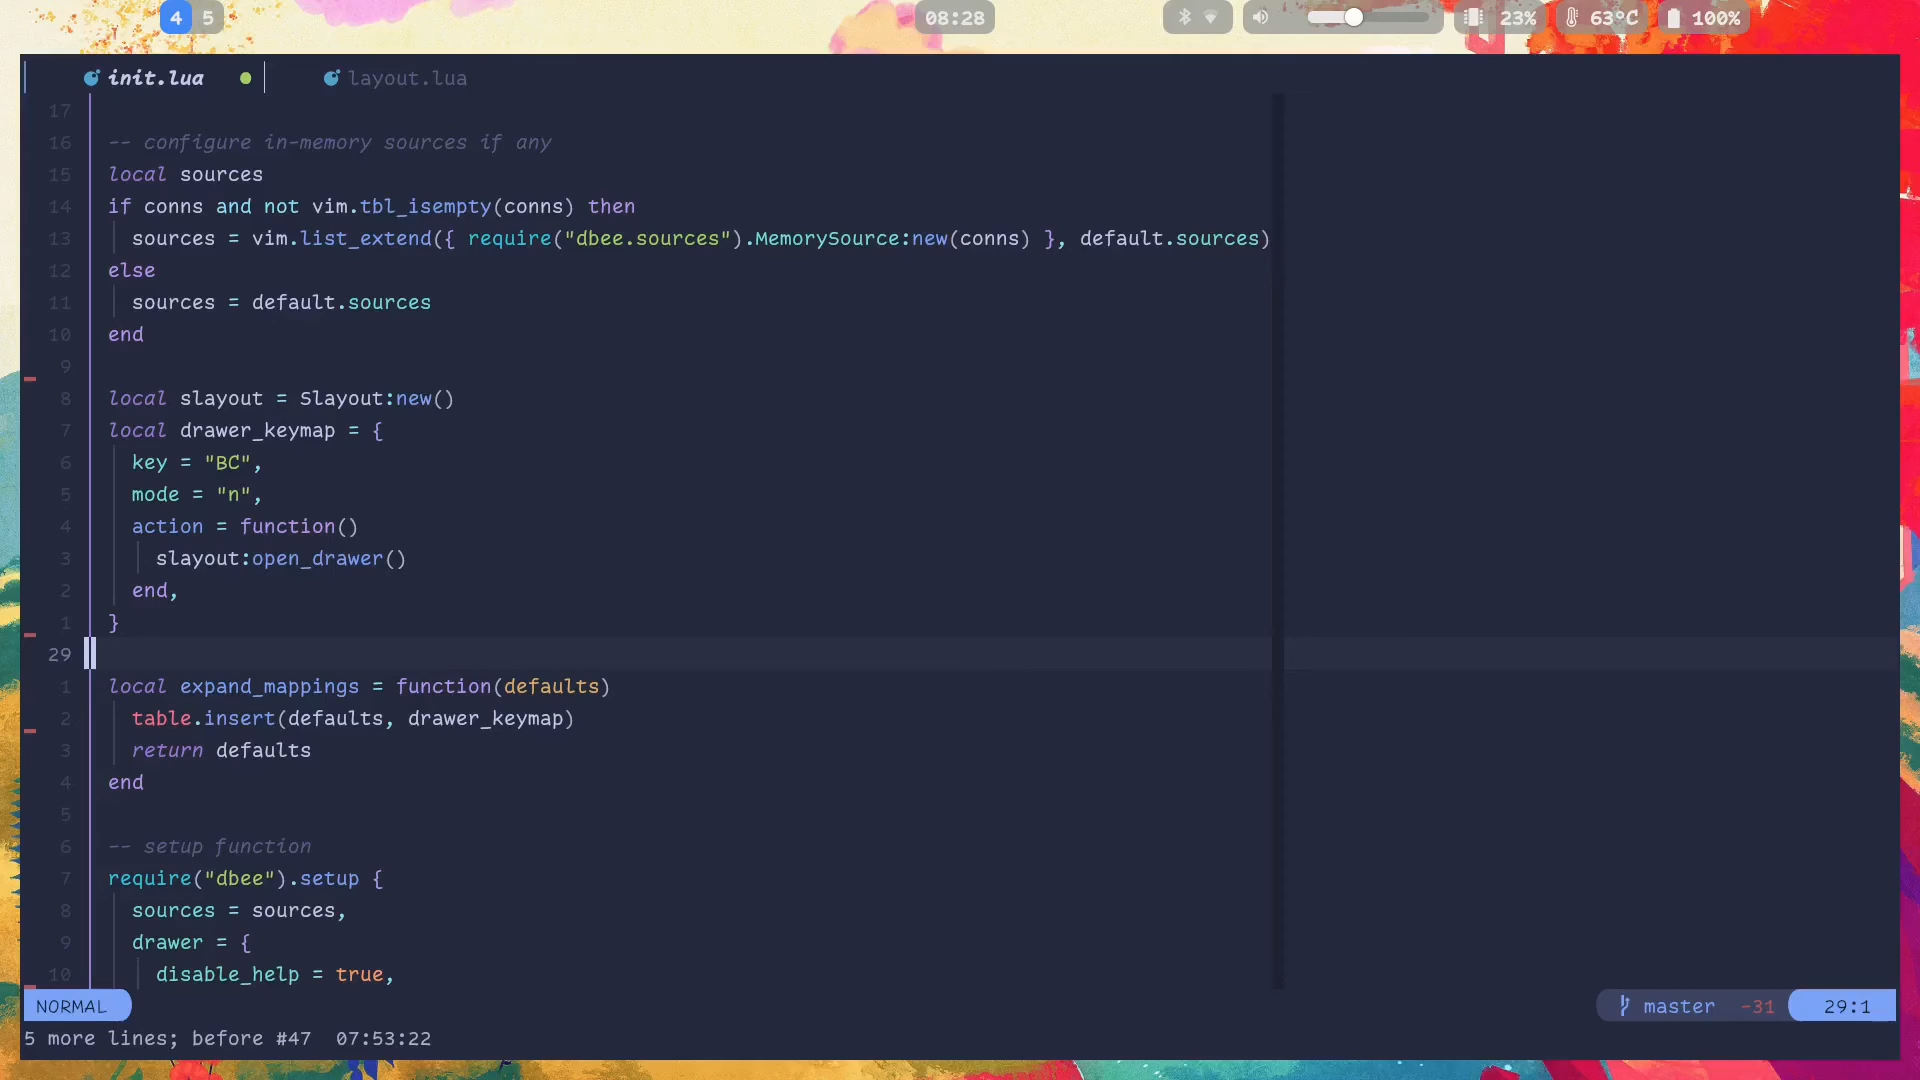 4 5 08:28 23% 63°C 100%
init.lua layout.lua
17
16 -- configure in-memory sources if any
15 local sources
14 if conns and not vim.tbl_isempty(conns) then
13 sources = vim.list_extend({ require("dbee.sources").MemorySource:new(conns) }, default.sources)
12 else
11 sources = default.sources
10 end
9
8 local slayout = Slayout:new()
7 local drawer_keymap = {
6 key = "BC",
5 mode = "n",
4 action = function()
3 slayout:open_drawer()
2 end,
1 }
29
1 local expand_mappings = function(defaults)
2 table.insert(defaults, drawer_keymap)
3 return defaults
4 end
5
6 -- setup function
7 require("dbee").setup {
8 sources = sources,
9 drawer = {
10 disable_help = true,
NORMAL master -31 29:1
5 more lines; before #47 07:53:22